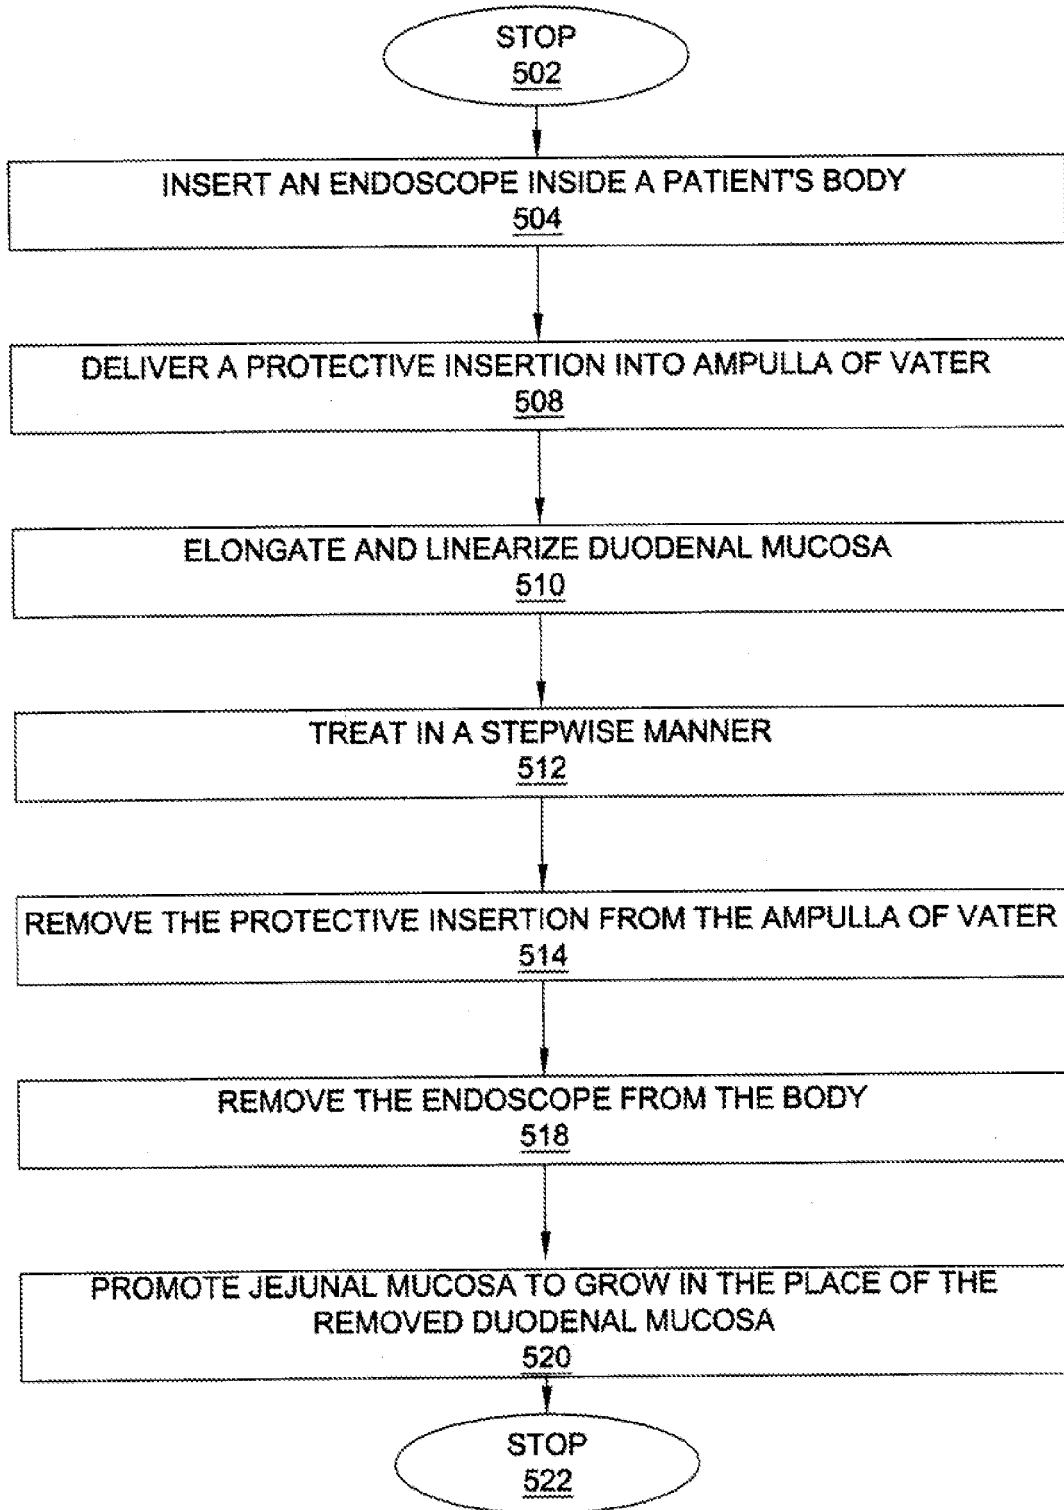 STOP
502
INSERT AN ENDOSCOPE INSIDE A PATIENT'S BODY
504
DELIVER A PROTECTIVE INSERTION INTO AMPULLA OF VATER
508
ELONGATE AND LINEARIZE DUODENAL MUCOSA
510
TREAT IN A STEPWISE MANNER
512
REMOVE THE PROTECTIVE INSERTION FROM THE AMPULLA OF VATER
514
REMOVE THE ENDOSCOPE FROM THE BODY
518
PROMOTE JEJUNAL MUCOSA TO GROW IN THE PLACE OF THE
REMOVED DUODENAL MUCOSA
520
STOP
522